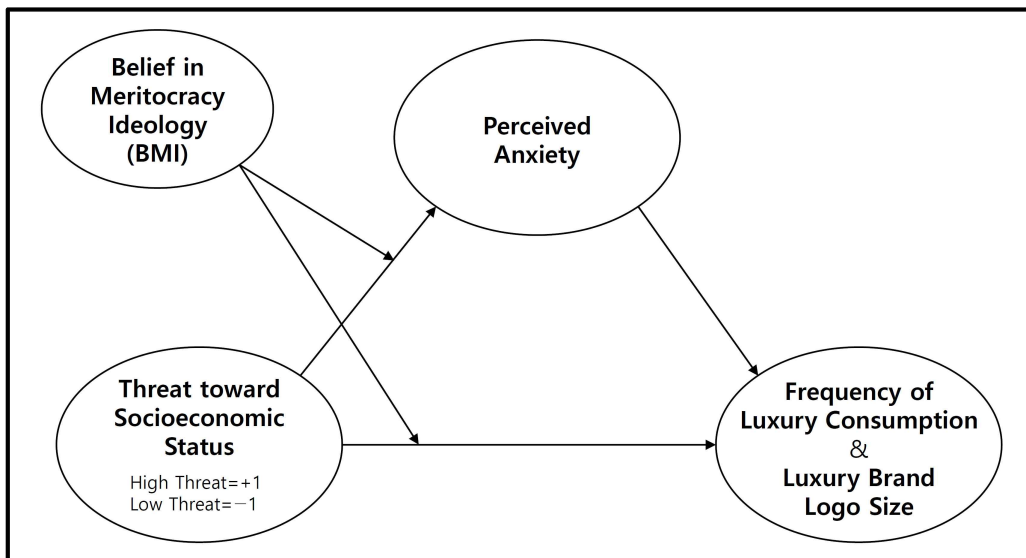 Belief in
Meritocracy
Ideology
(BMI)
Perceived
Anxiety
Threat toward
Socioeconomic
Status
High Threat=+1
Low Threat=−1
Frequency of
Luxury Consumption
&
Luxury Brand
Logo Size